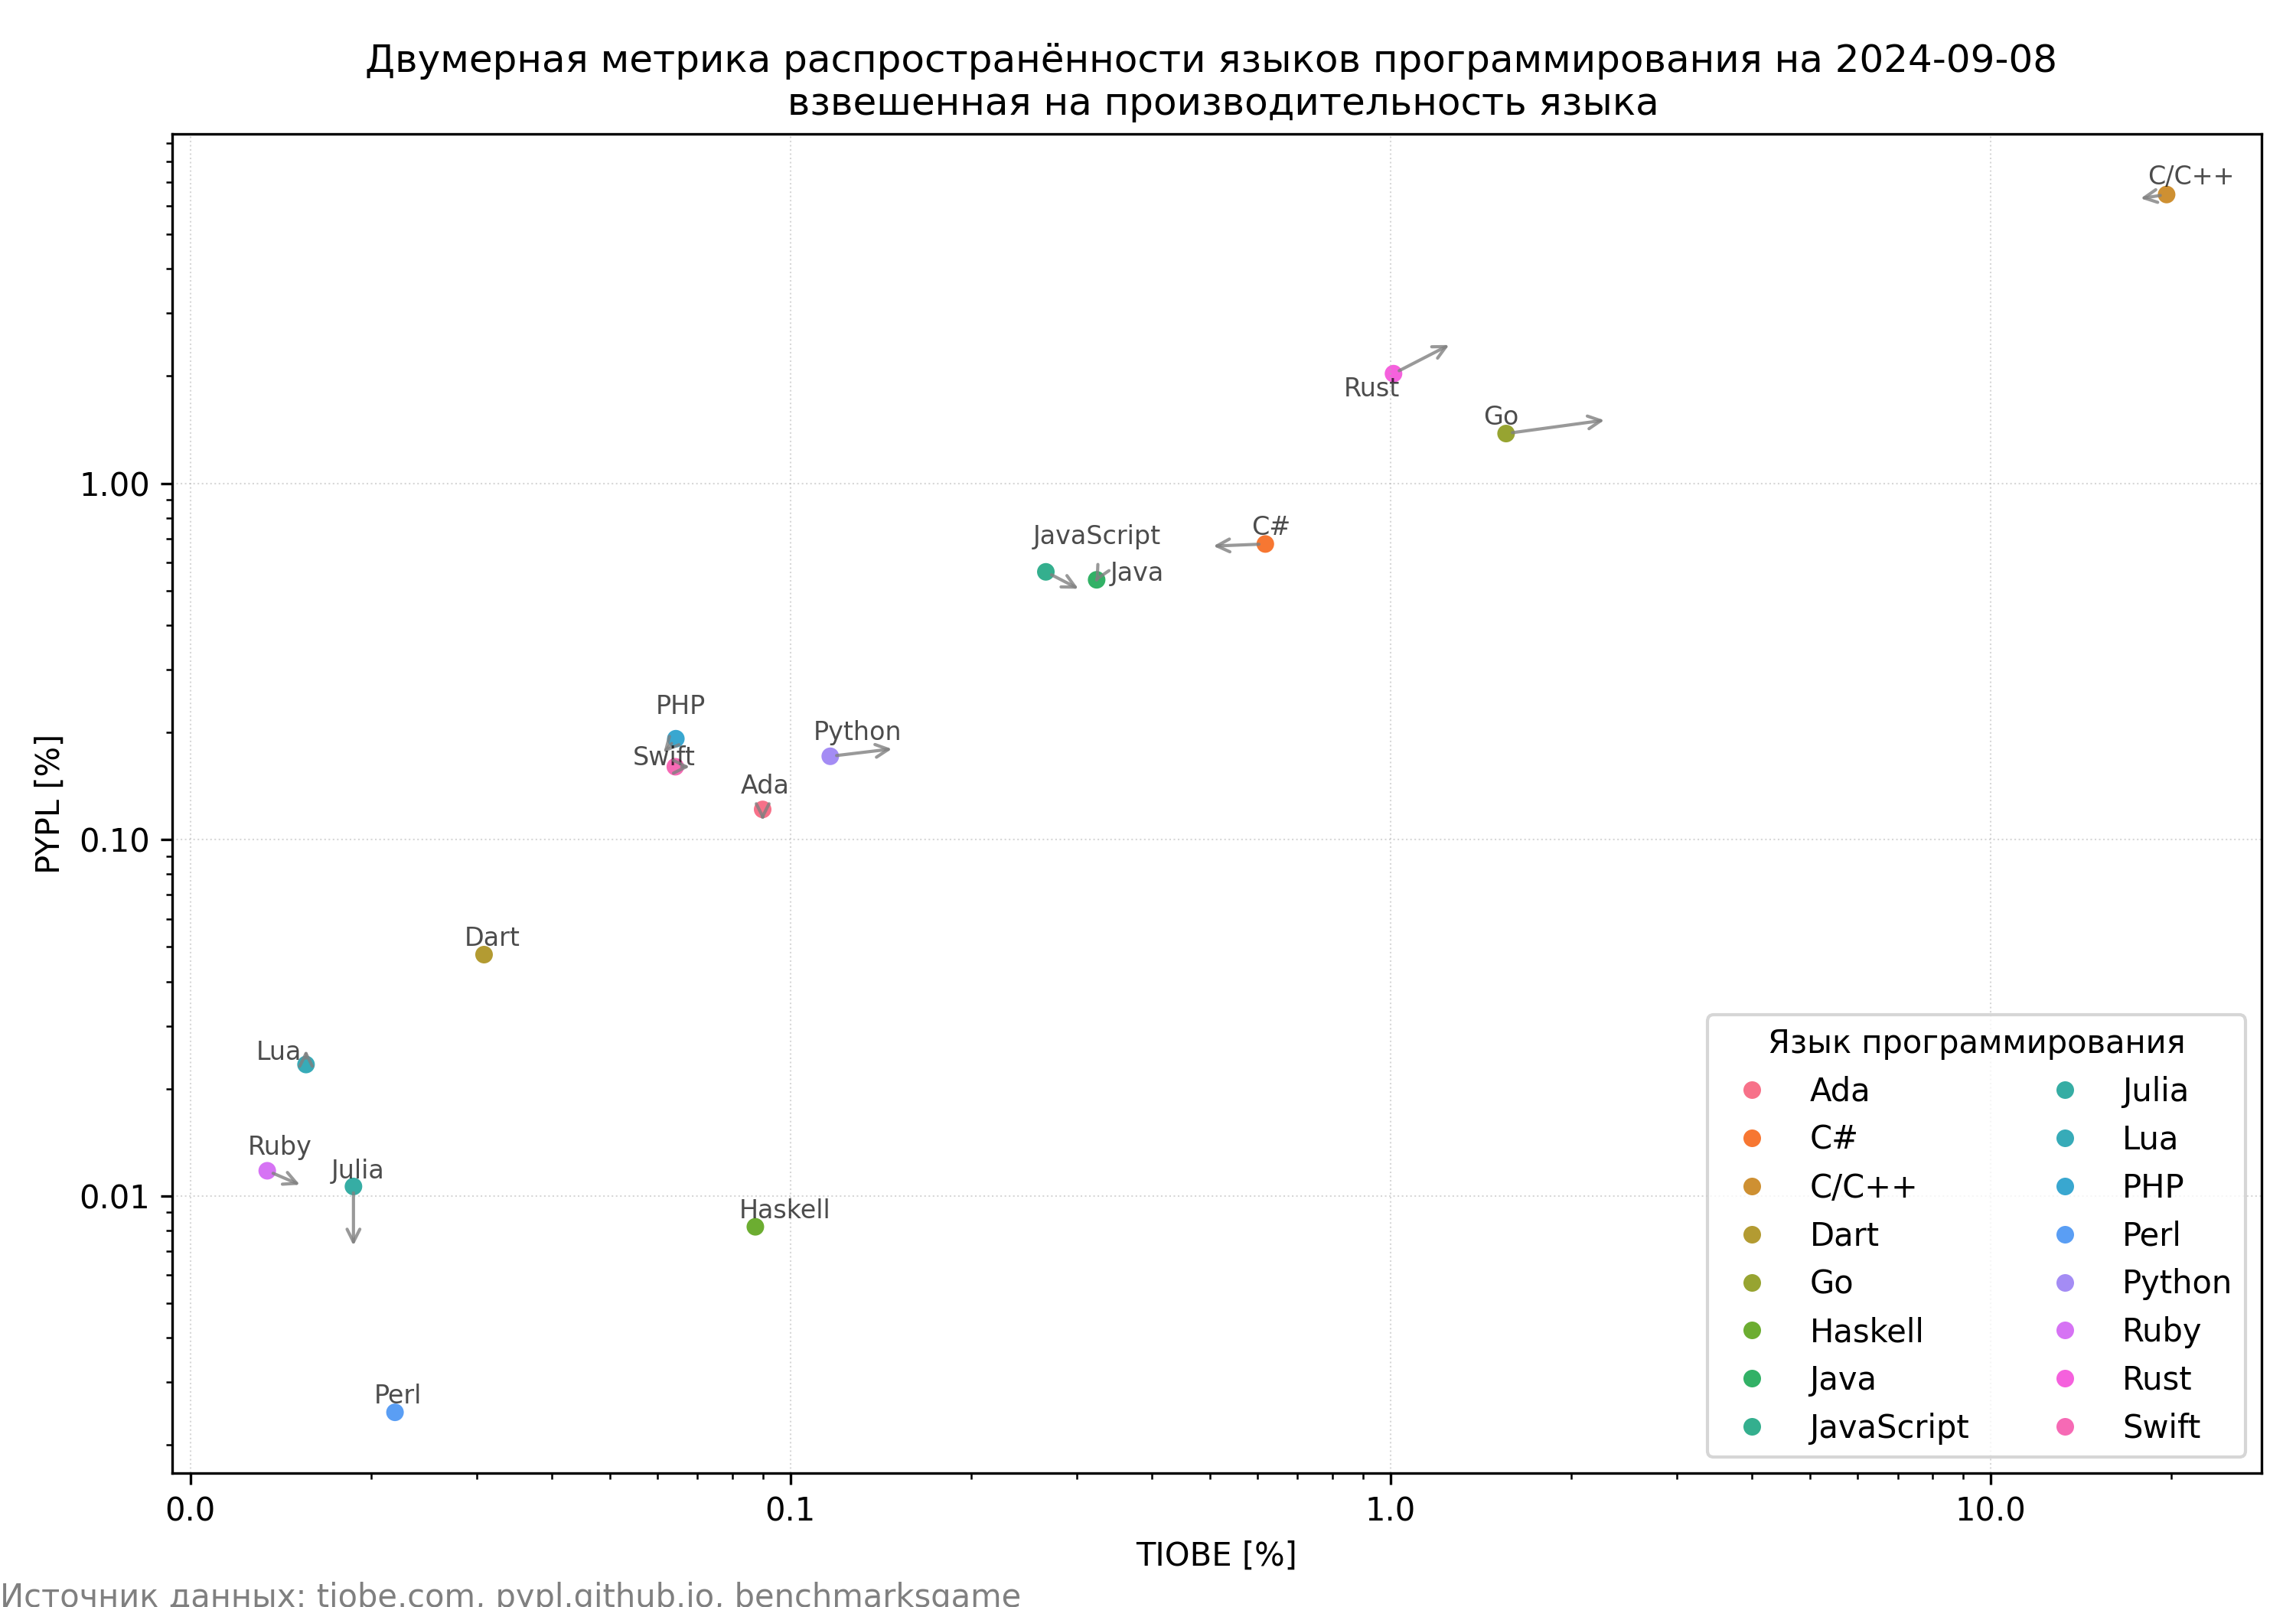 Двумерная метрика распространённости языков программирования на 2024-09-08
взвешенная на производительность языка
C/C++
Rust
Go
1.00
C#
JavaScript
Java
PHP
Python
Swift
Ada
PYPL [%]
0.10
Dart
Lua
Ruby
Julia
0.01
Haskell
Perl
Язык программирования
Ada
C#
C/C++
Dart
Go
Haskell
Java
JavaScript
Julia
Lua
PHP
Perl
Python
Ruby
Rust
Swift
0.0 0.1 1.0 10.0
TIOBE [%]
Источник данных: tiobe.com, pypl.github.io, benchmarksgame